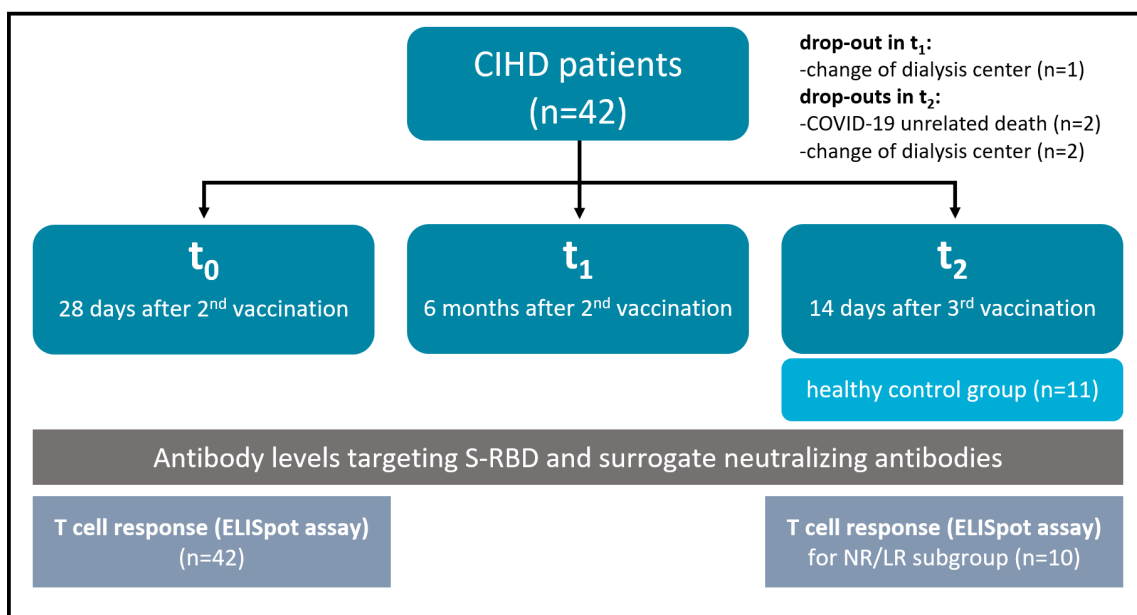 CIHD patients
(n=42)
drop-out in t₁:
-change of dialysis center (n=1)
drop-outs in t₂:
-COVID-19 unrelated death (n=2)
-change of dialysis center (n=2)
t₀
28 days after 2ⁿᵈ vaccination
t₁
6 months after 2ⁿᵈ vaccination
t₂
14 days after 3ʳᵈ vaccination
healthy control group (n=11)
Antibody levels targeting S-RBD and surrogate neutralizing antibodies
T cell response (ELISpot assay)
(n=42)
T cell response (ELISpot assay)
for NR/LR subgroup (n=10)